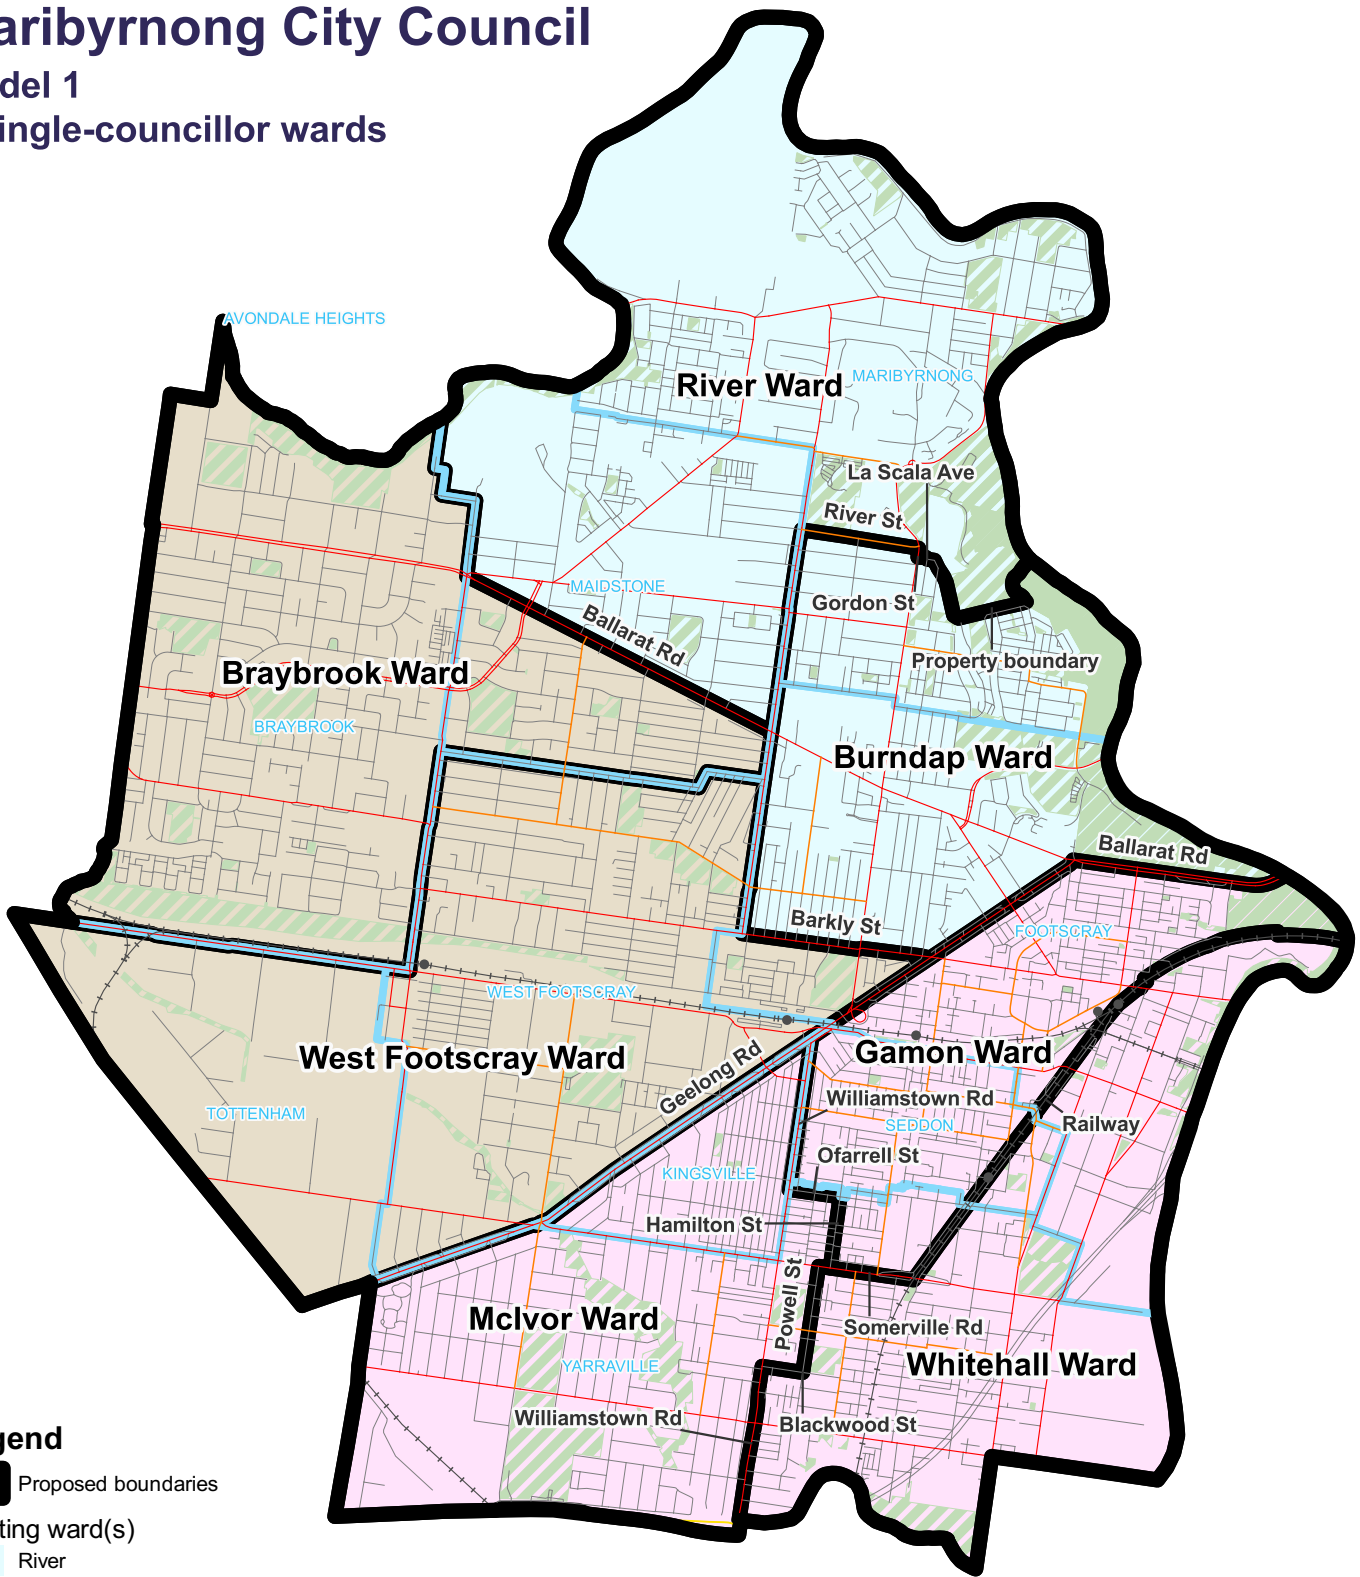 aribyrnong City Council
del 1
ingle-councillor wards
AVONDALE HEIGHTS
River Ward
MARIBYRNONG
La Scala Ave
River St
MAIDSTONE
Gordon St
Ballarat Rd
Property boundary
Braybrook Ward
BRAYBROOK
Burndap Ward
Ballarat Rd
Barkly St
FOOTSCRAY
WEST FOOTSCRAY
West Footscray Ward
Gamon Ward
Geelong Rd
Williamstown Rd
TOTTENHAM
SEDDON
Railway
Ofarrell St
KINGSVILLE
Hamilton St
Powell St
McIvor Ward
Somerville Rd
YARRAVILLE
Whitehall Ward
Williamstown Rd
Blackwood St
gend
Proposed boundaries
ting ward(s)
River